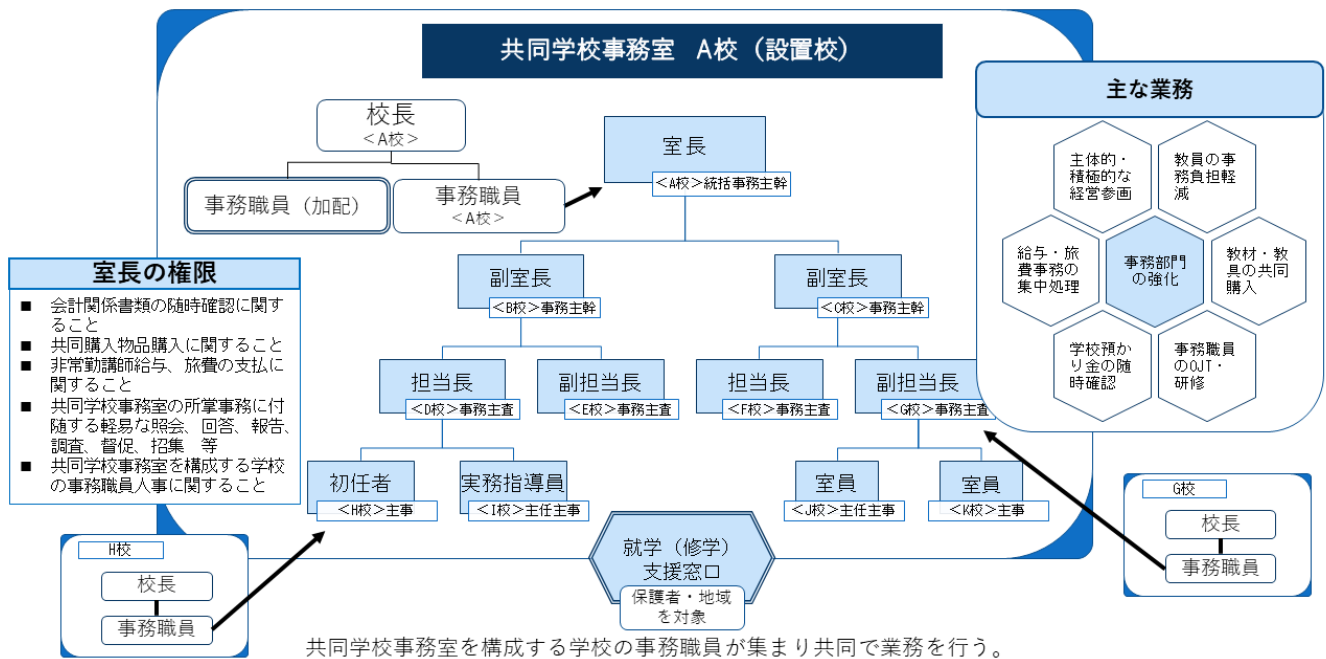 共同学校事務室　A校（設置校）
校長
＜A校＞
事務職員（加配）
事務職員
＜A校＞
室長
＜A校＞統括事務主幹
副室長
＜B校＞事務主幹
副室長
＜C校＞事務主幹
担当長
＜D校＞事務主査
副担当長
＜E校＞事務主査
担当長
＜F校＞事務主査
副担当長
＜G校＞事務主査
初任者
＜H校＞主事
実務指導員
＜I校＞主任主事
室員
＜J校＞主任主事
室員
＜K校＞主事
室長の権限
■ 会計関係書類の随時確認に関す
ること
■ 共同購入物品購入に関すること
■ 非常勤講師給与、旅費の支払に
関すること
■ 共同学校事務室の所掌事務に付
随する軽易な照会、回答、報告、
調査、督促、招集　等
■ 共同学校事務室を構成する学校
の事務職員人事に関すること
主な業務
主体的・
積極的な
経営参画
教員の事
務負担軽
減
給与・旅
費事務の
集中処理
事務部門
の強化
教材・教
具の共同
購入
学校預か
り金の随
時確認
事務職員
のOJT・
研修
H校
校長
事務職員
G校
校長
事務職員
就学（修学）
支援窓口
保護者・地域
を対象
共同学校事務室を構成する学校の事務職員が集まり共同で業務を行う。